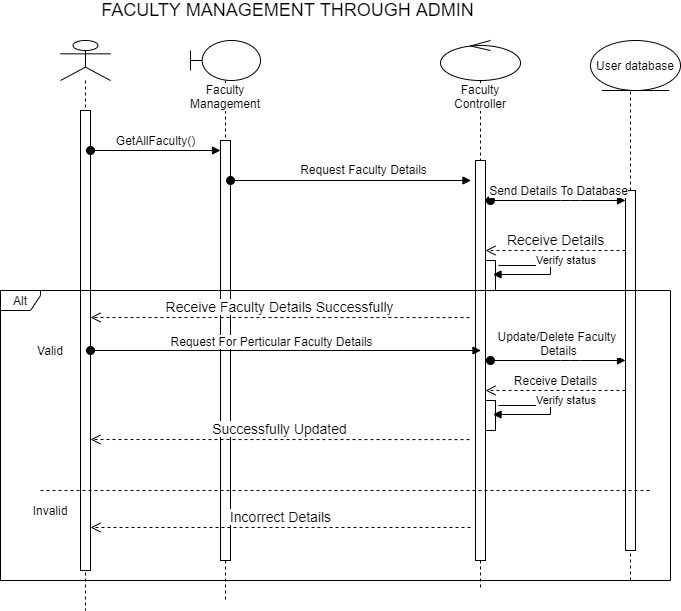 FACULTY MANAGEMENT THROUGH ADMIN
Faculty
Management
Faculty
Controller
User database
GetAllFaculty()
Request Faculty Details
Send Details To Database
Receive Details
Verify status
Alt
Receive Faculty Details Successfully
Valid
Request For Perticular Faculty Details
Update/Delete Faculty
Details
Receive Details
Verify status
Successfully Updated
Invalid
Incorrect Details